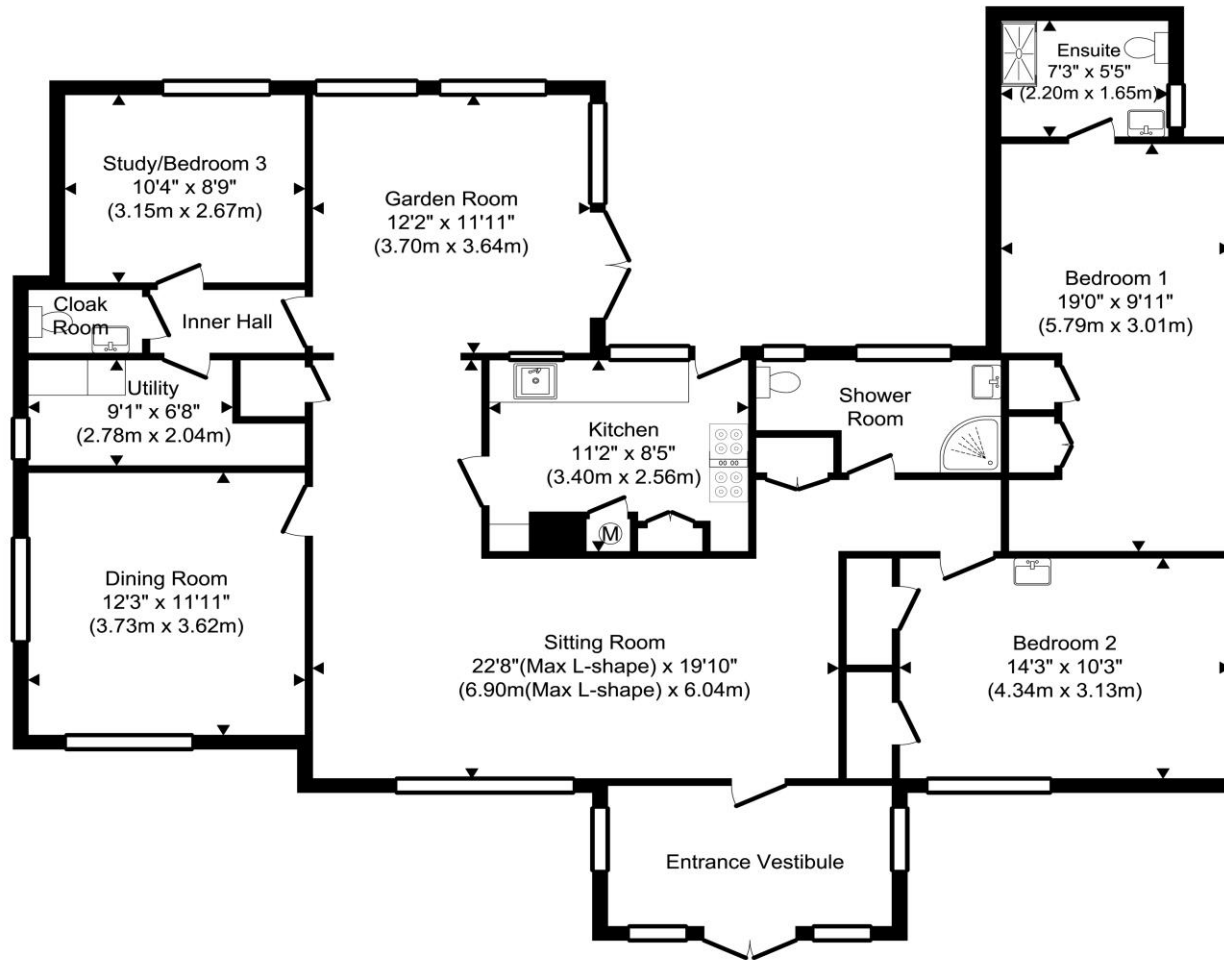 Ensuite
7'3" x 5'5"
(2.20m x 1.65m)
Study/Bedroom 3
10'4" x 8'9"
(3.15m x 2.67m)
Garden Room
12'2" x 11'11"
(3.70m x 3.64m)
Bedroom 1
19'0" x 9'11"
(5.79m x 3.01m)
Cloak
Room
Inner Hall
Utility
9'1" x 6'8"
(2.78m x 2.04m)
Kitchen
11'2" x 8'5"
(3.40m x 2.56m)
M
Shower
Room
Dining Room
12'3" x 11'11"
(3.73m x 3.62m)
Sitting Room
22'8"(Max L-shape) x 19'10"
(6.90m(Max L-shape) x 6.04m)
Bedroom 2
14'3" x 10'3"
(4.34m x 3.13m)
Entrance Vestibule